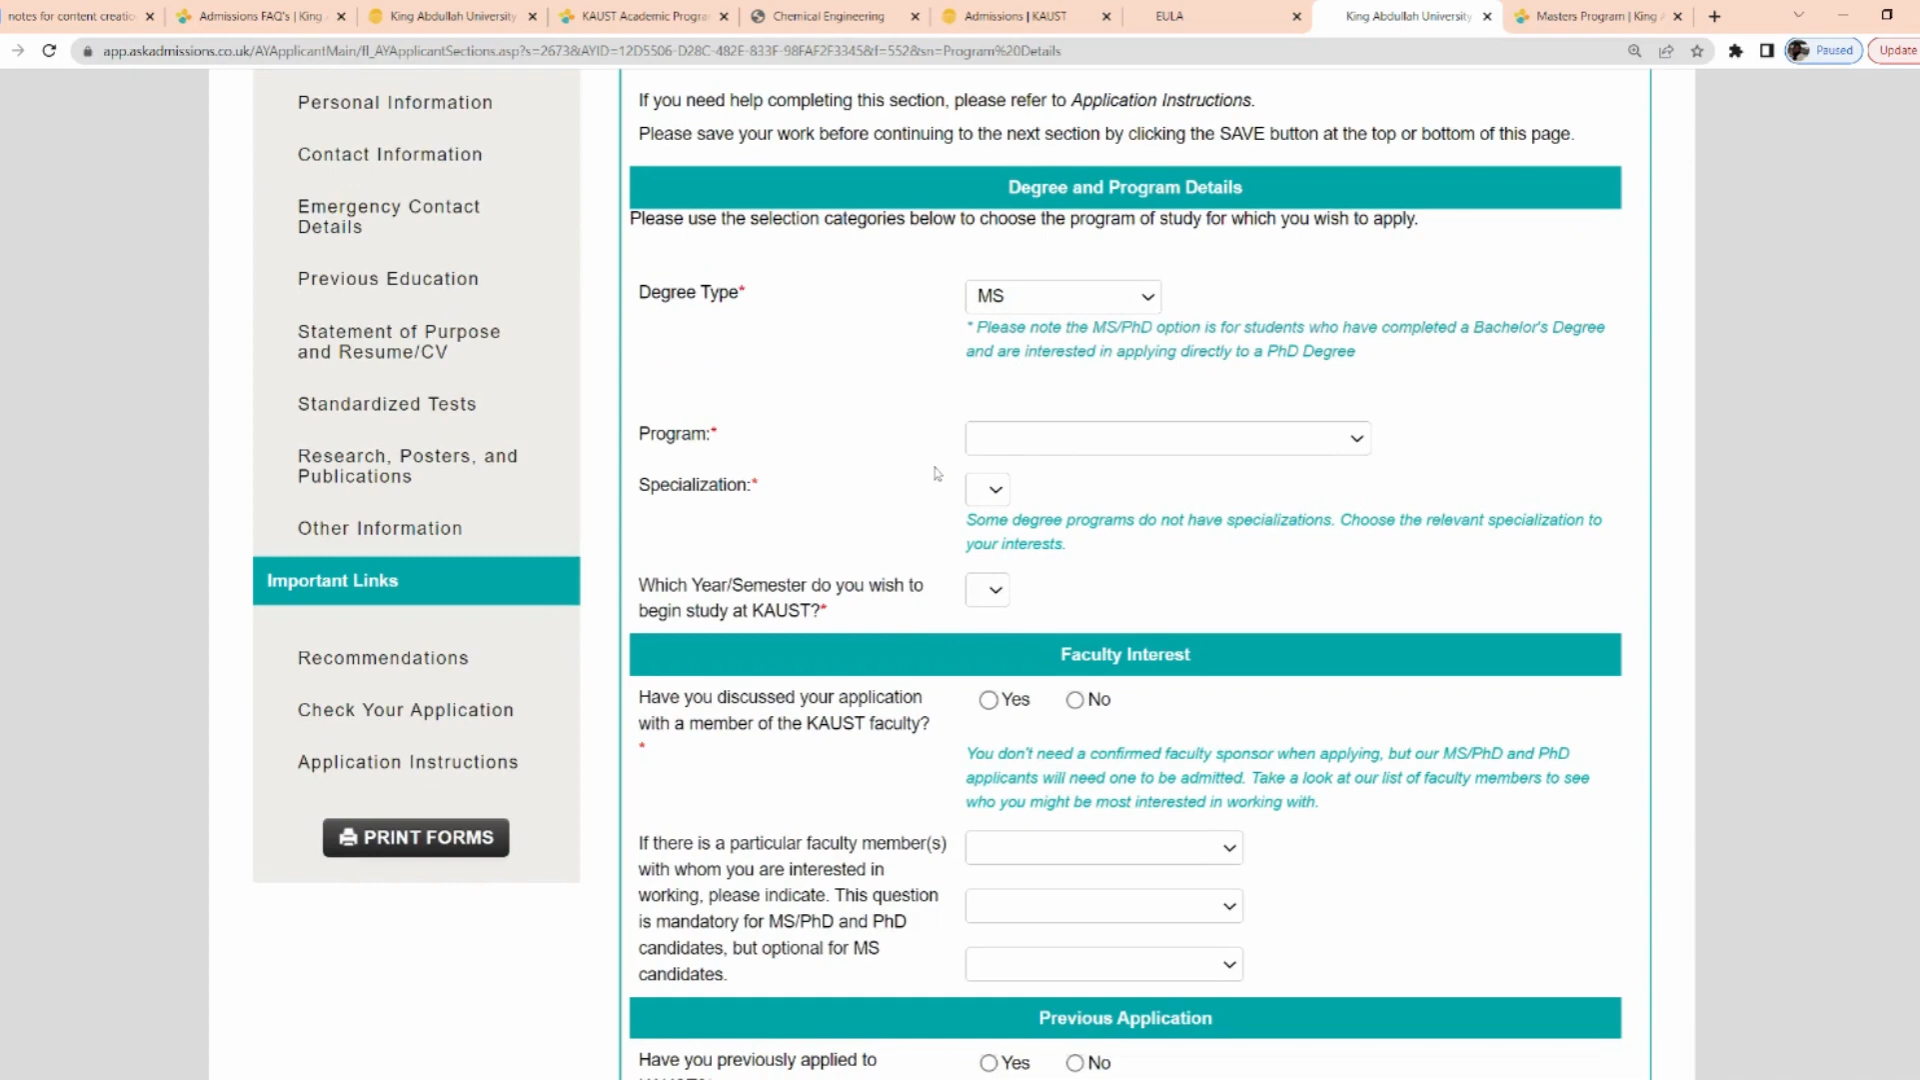 notes for content creatio
Admissions FAQ's | King
King Abdullah University
KAUST Academic Progra
Chemical Engineering
Admissions | KAUST
EULA
King Abdullah University
Masters Program | King
app.askadmissions.co.uk/AYApplicantMain/fl_AYApplicantSections.asp?s=2673&AYID=12D5506-D28C-482E-833F-98FAF2F3345&f=552&sn=Program%20Details
Paused
Update
Personal Information
Contact Information
Emergency Contact
Details
Previous Education
Statement of Purpose
and Resume/CV
Standardized Tests
Research, Posters, and
Publications
Other Information
Important Links
Recommendations
Check Your Application
Application Instructions
PRINT FORMS
If you need help completing this section, please refer to Application Instructions.
Please save your work before continuing to the next section by clicking the SAVE button at the top or bottom of this page.
Degree and Program Details
Please use the selection categories below to choose the program of study for which you wish to apply.
Degree Type*
MS
* Please note the MS/PhD option is for students who have completed a Bachelor's Degree
and are interested in applying directly to a PhD Degree
Program:*
Specialization:*
Some degree programs do not have specializations. Choose the relevant specialization to
your interests.
Which Year/Semester do you wish to
begin study at KAUST?*
Faculty Interest
Have you discussed your application
with a member of the KAUST faculty?
*
Yes No
You don't need a confirmed faculty sponsor when applying, but our MS/PhD and PhD
applicants will need one to be admitted. Take a look at our list of faculty members to see
who you might be most interested in working with.
If there is a particular faculty member(s)
with whom you are interested in
working, please indicate. This question
is mandatory for MS/PhD and PhD
candidates, but optional for MS
candidates.
Previous Application
Have you previously applied to
Yes No